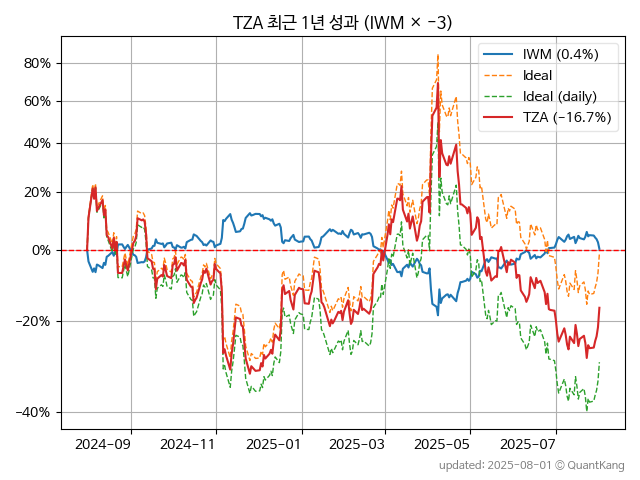 TZA 최근 1년 성과 (IWM × −3)
IWM (0.4%)
Ideal
Ideal (daily)
TZA (−16.7%)
80%
60%
40%
20%
0%
−20%
−40%
2024-09 2024-11 2025-01 2025-03 2025-05 2025-07
updated: 2025-08-01 © QuantKang